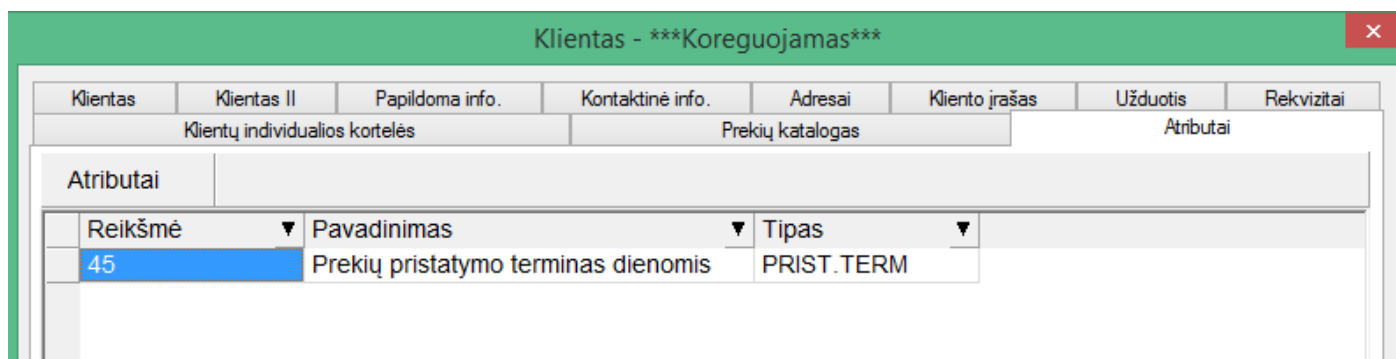 Klientas - ***Koreguojamas***
Klientas Klientas II Papildoma info. Kontaktinė info. Adresai Kliento įrašas Užduotis Rekvizitai
Klientų individualios kortelės Prekių katalogas Atributai
Atributai
Reikšmė Pavadinimas Tipas
45 Prekių pristatymo terminas dienomis PRIST.TERM